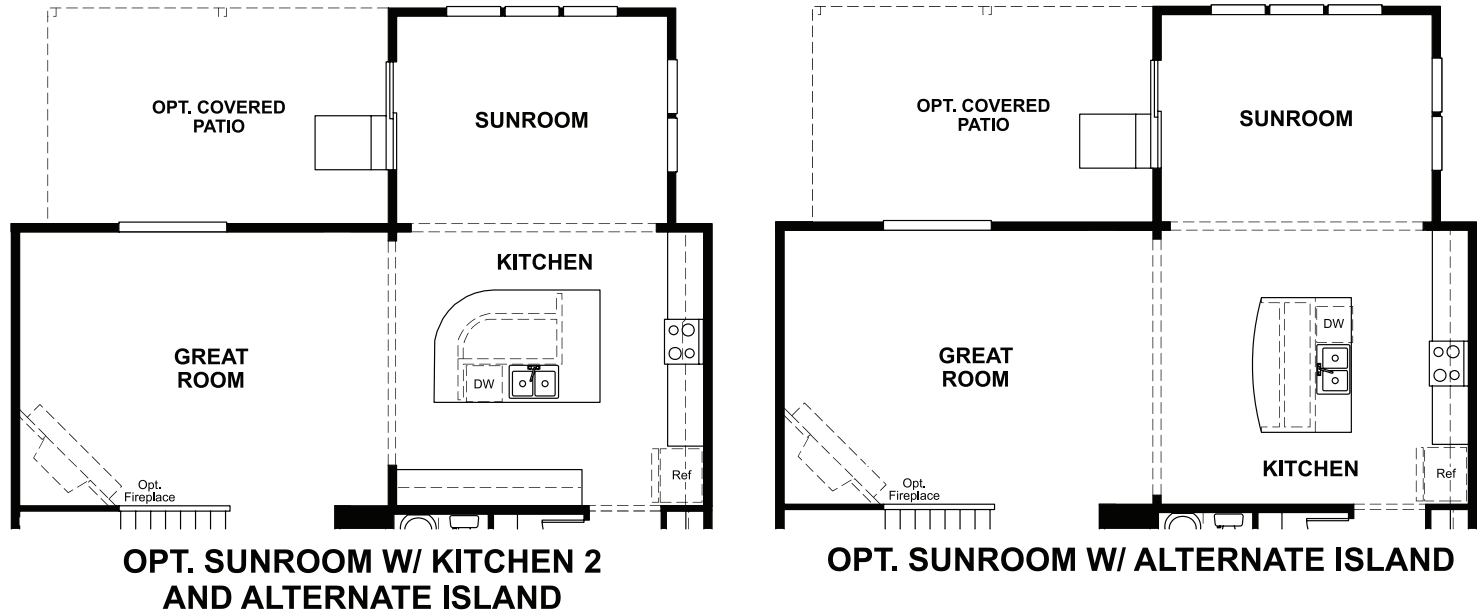 OPT. COVERED
PATIO
SUNROOM
KITCHEN
GREAT
ROOM
DW
Ref
Opt.
Fireplace
OPT. SUNROOM W/ KITCHEN 2
AND ALTERNATE ISLAND
OPT. COVERED
PATIO
SUNROOM
DW
GREAT
ROOM
KITCHEN
Ref
Opt.
Fireplace
OPT. SUNROOM W/ ALTERNATE ISLAND